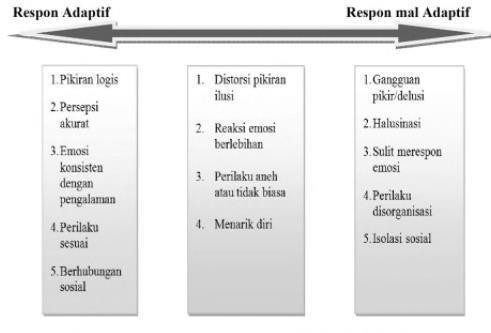 Respon Adaptif
Respon mal Adaptif
1.Pikiran logis
2.Persepsi
akurat
3.Emosi
konsisten
dengan
pengalaman
4.Perilaku
sesuai
5.Berhubungan
sosial
1. Distorsi pikiran
ilusi
2. Reaksi emosi
berlebihan
3. Perilaku aneh
atau tidak biasa
4. Menarik diri
1.Gangguan
pikir/delusi
2.Halusinasi
3.Sulit merespon
emosi
4.Perilaku
disorganisasi
5.Isolasi sosial